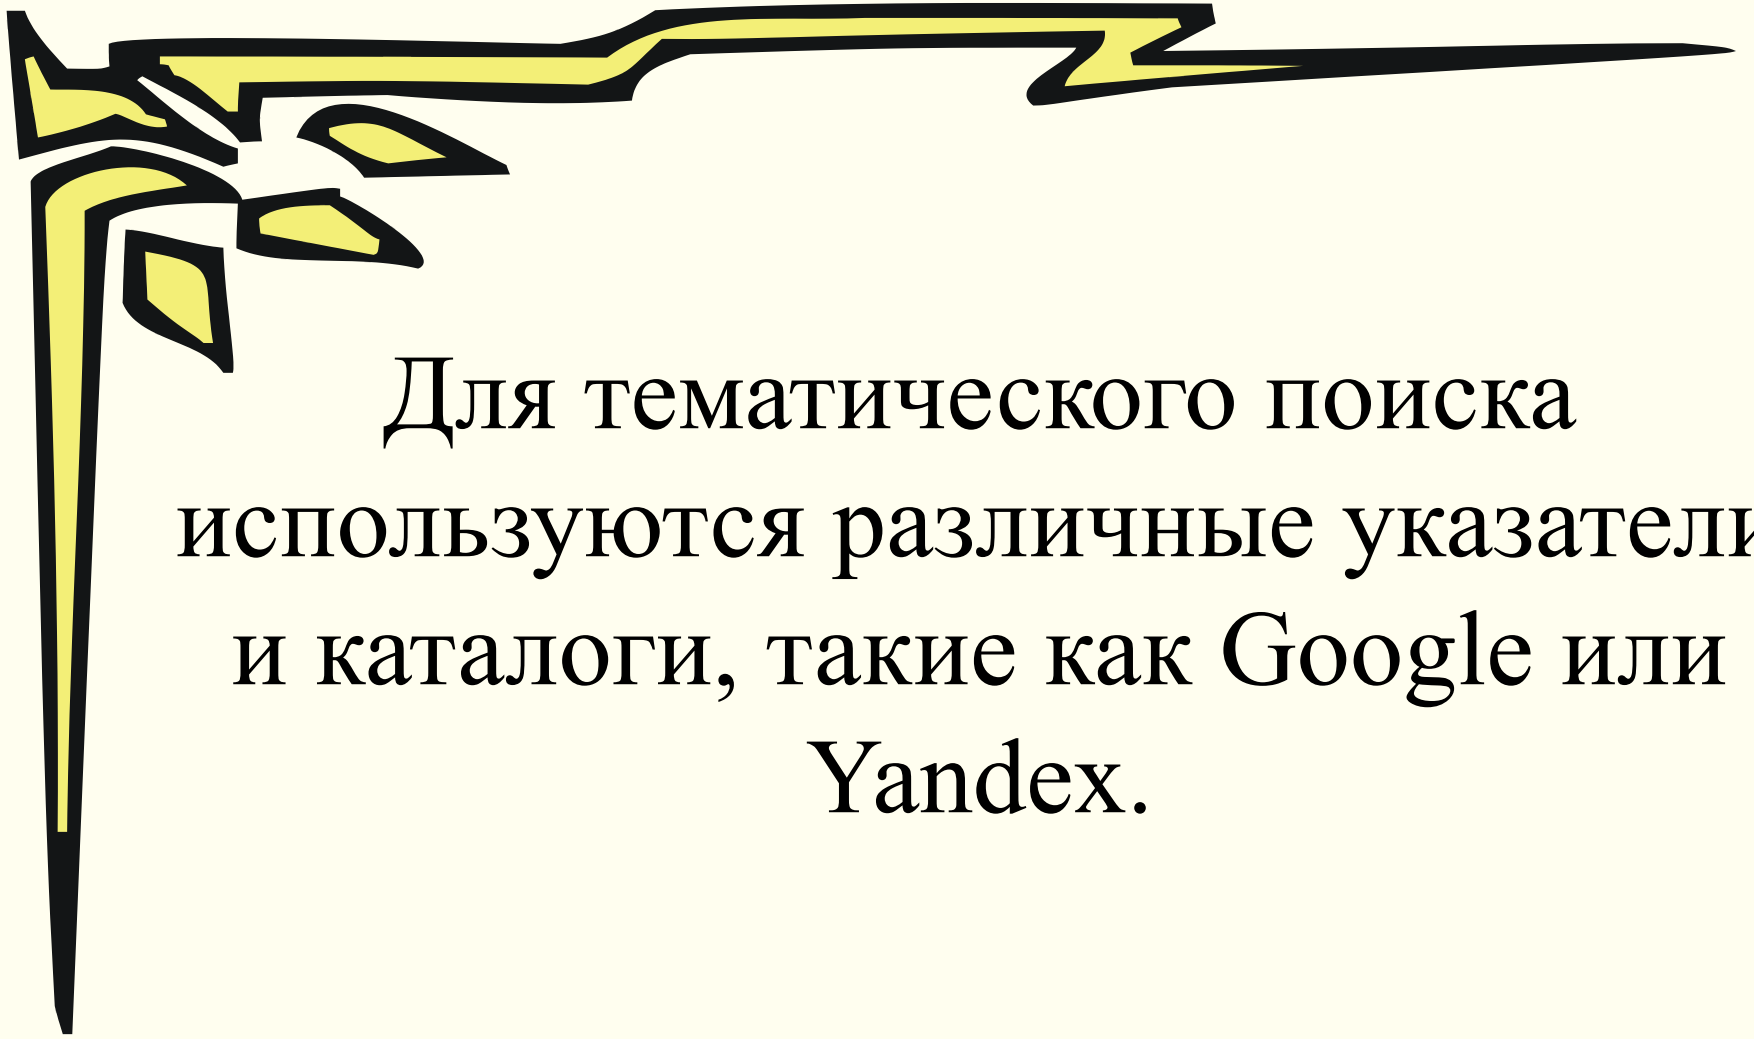 Для тематического поиска
используются различные указатели
и каталоги, такие как Google или
Yandex.